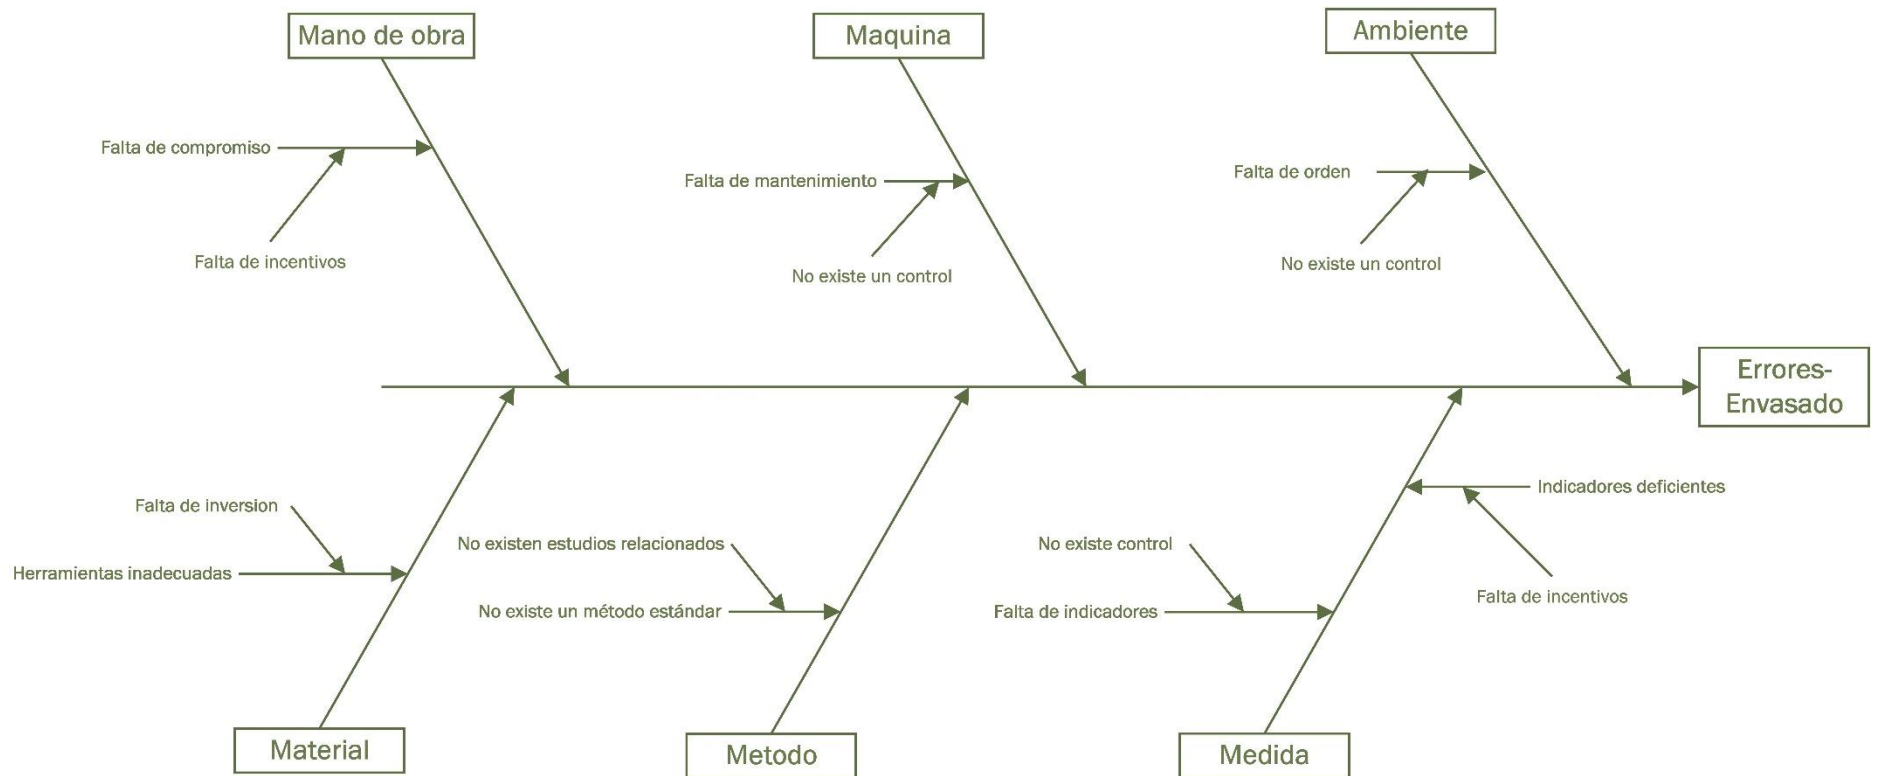 Mano de obra
Maquina
Ambiente
Falta de compromiso
Falta de mantenimiento
Falta de orden
Falta de incentivos
No existe un control
No existe un control
Errores-
Envasado
Indicadores deficientes
Falta de inversion
No existen estudios relacionados
No existe control
Herramientas inadecuadas
No existe un método estándar
Falta de indicadores
Falta de incentivos
Material
Metodo
Medida